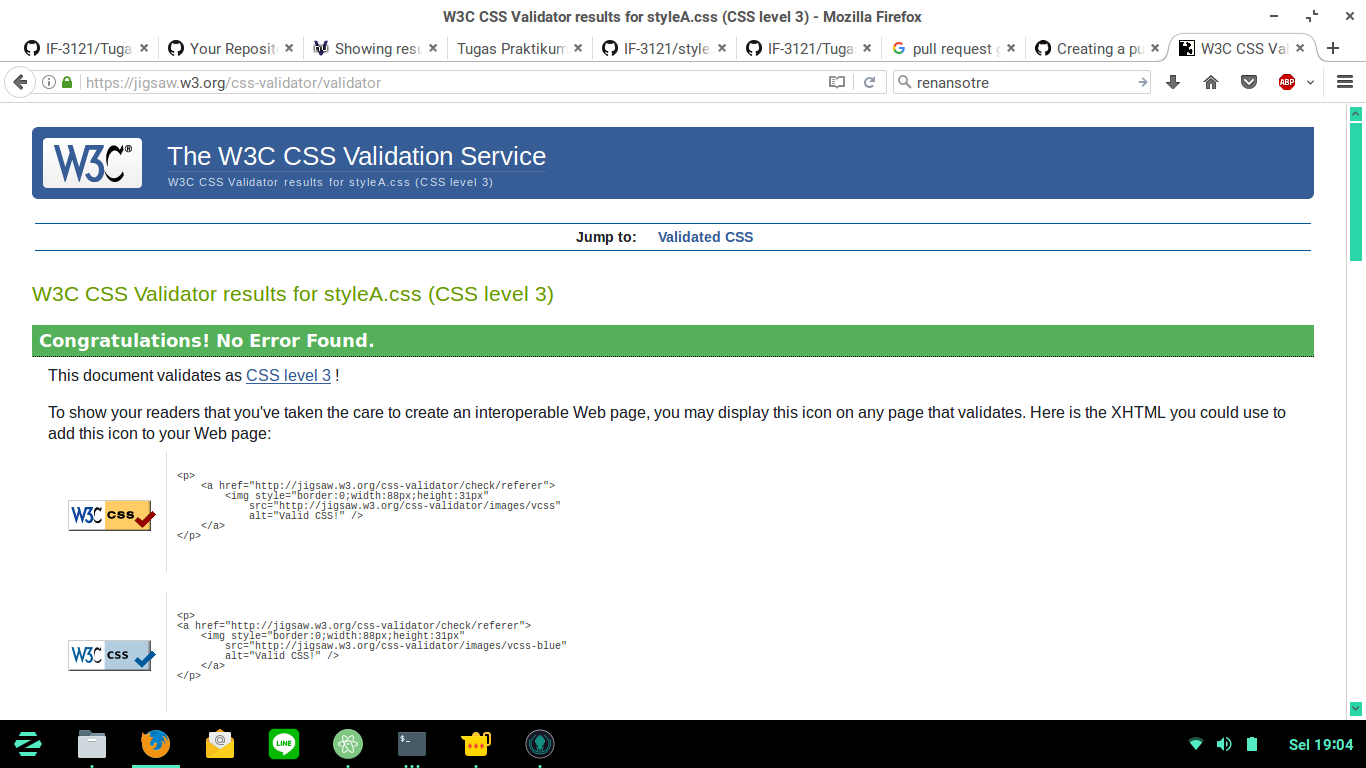 W3C CSS Validator results for styleA.css (CSS level 3) - Mozilla Firefox
IF-3121/Tuga
Your Reposit
Showing resu
Tugas Praktikum
IF-3121/style
IF-3121/Tuga
pull request g
Creating a pu
W3C CSS Val
https://jigsaw.w3.org/css-validator/validator
renansotre
ABP
W3C®
The W3C CSS Validation Service
W3C CSS Validator results for styleA.css (CSS level 3)
Jump to: Validated CSS
W3C CSS Validator results for styleA.css (CSS level 3)
Congratulations! No Error Found.
This document validates as CSS level 3 !
To show your readers that you've taken the care to create an interoperable Web page, you may display this icon on any page that validates. Here is the XHTML you could use to
add this icon to your Web page:
W3C css
<p>
<a href="http://jigsaw.w3.org/css-validator/check/referer">
<img style="border:0;width:88px;height:31px"
src="http://jigsaw.w3.org/css-validator/images/vcss"
alt="Valid CSS!" />
</a>
</p>
W3C css
<p>
<a href="http://jigsaw.w3.org/css-validator/check/referer">
<img style="border:0;width:88px;height:31px"
src="http://jigsaw.w3.org/css-validator/images/vcss-blue"
alt="Valid CSS!" />
</a>
</p>
LINE
$_
Sel 19:04